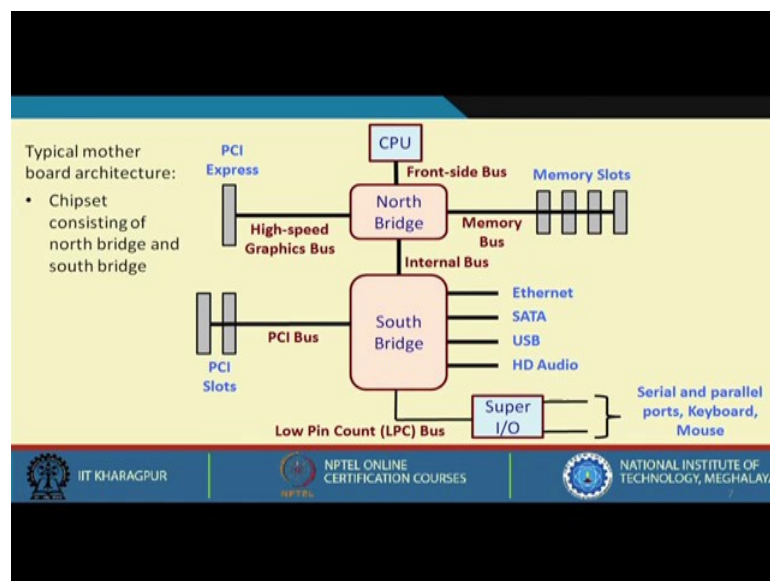 Typical mother
board architecture:
• Chipset
consisting of
north bridge and
south bridge
PCI
Express
CPU
Front-side Bus
Memory Slots
North
Bridge
High-speed
Graphics Bus
Memory
Bus
Internal Bus
South
Bridge
Ethernet
SATA
USB
HD Audio
PCI Bus
PCI
Slots
Low Pin Count (LPC) Bus
Super
I/O
Serial and parallel
ports, Keyboard,
Mouse
IIT KHARAGPUR
NPTEL
NPTEL ONLINE
CERTIFICATION COURSES
NATIONAL INSTITUTE OF
TECHNOLOGY, MEGHALAYA
7